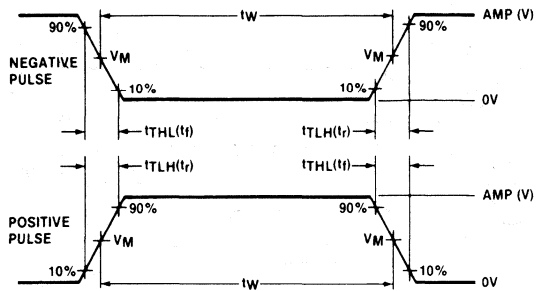 90%
tW
90%
AMP (V)
NEGATIVE
PULSE
VM
VM
10%
10%
0V
tTHL(tf)
tTLH(tr)
tTLH(tr)
tTHL(tf)
AMP (V)
90%
90%
POSITIVE
PULSE
VM
VM
10%
10%
tW
0V